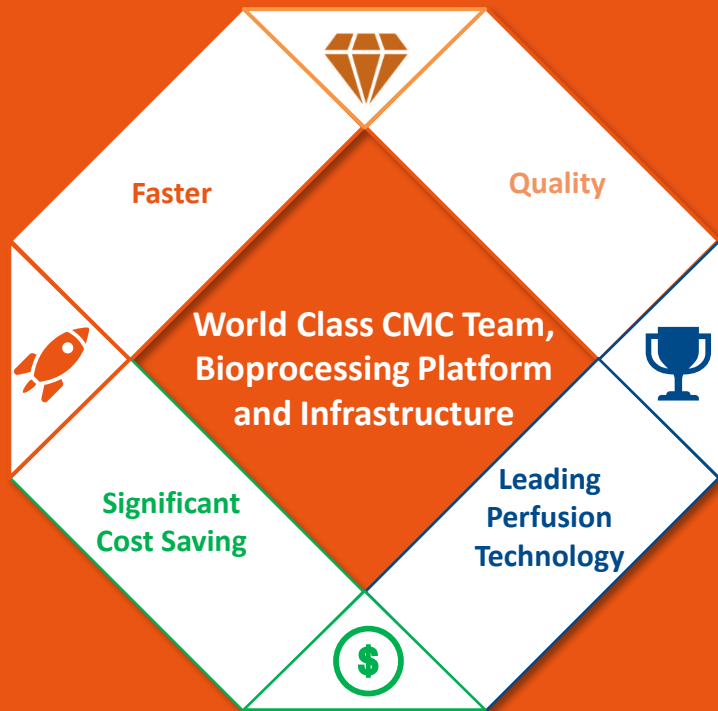 Faster
Quality
World Class CMC Team,
Bioprocessing Platform
and Infrastructure
Significant
Cost Saving
Leading
Perfusion
Technology
$